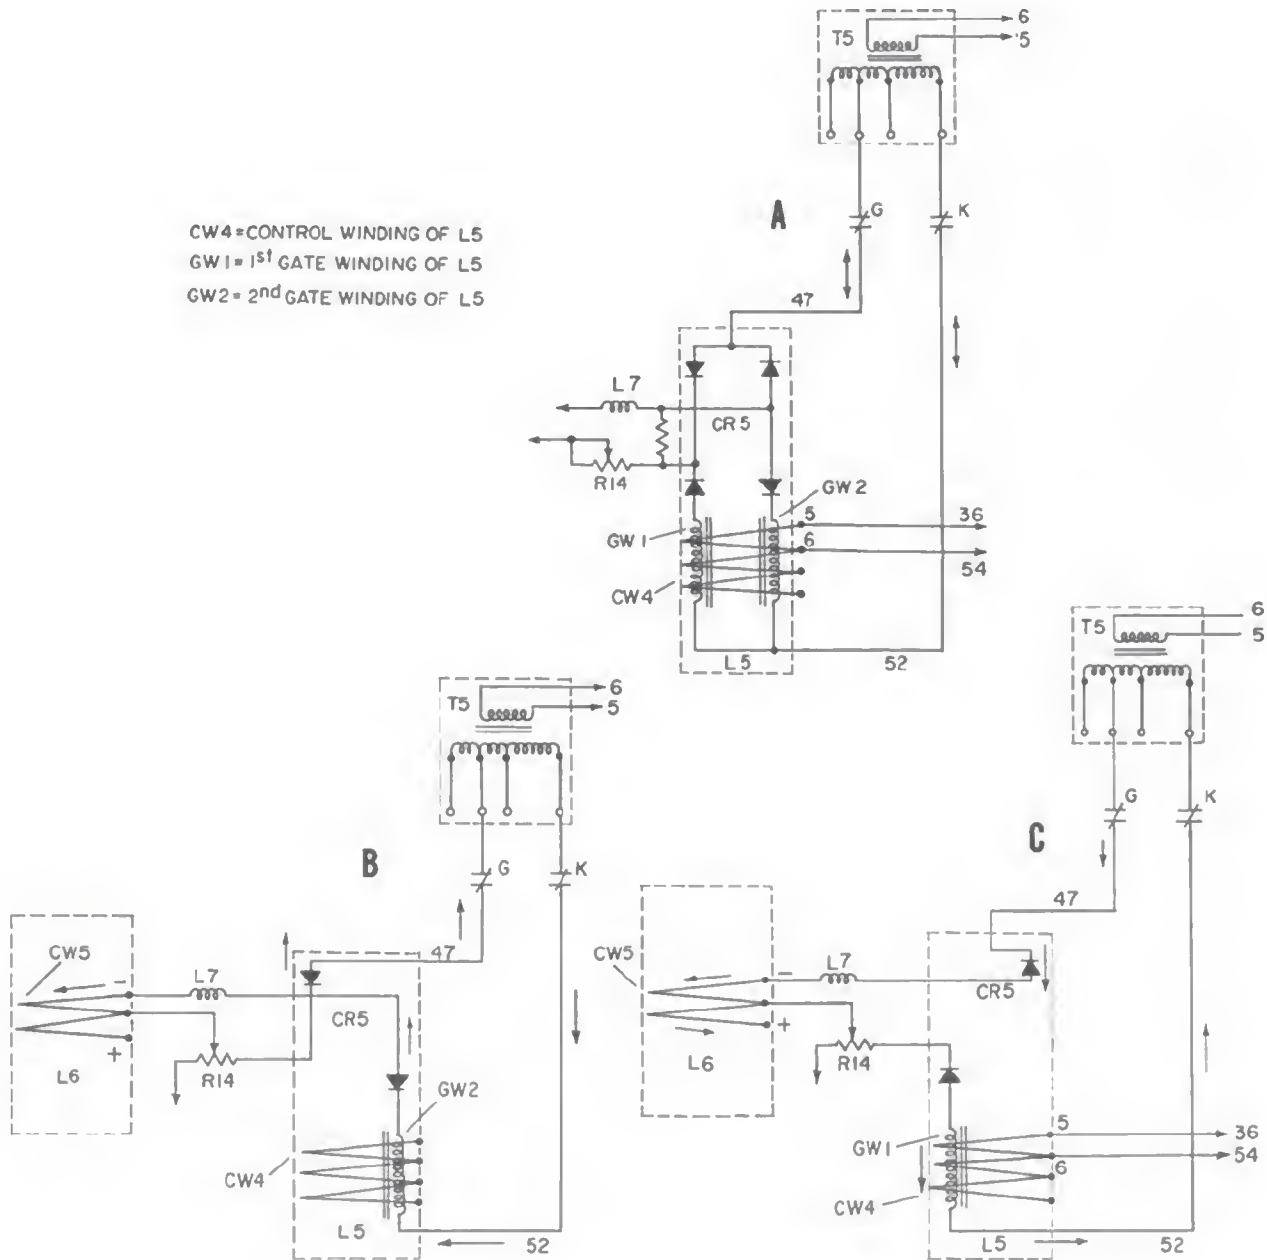 6
T5
5
G
K
A
CW4=CONTROL WINDING OF L5
GW1=1st GATE WINDING OF L5
GW2=2nd GATE WINDING OF L5
47
L7
CR5
R14
GW2
5
36
GW1
6
54
CW4
L5
52
6
T5
5
6
T5
5
G
K
B
G
K
C
47
CW5
-
L7
CR5
+
L6
R14
GW2
CW4
L5
52
47
CW5
-
L7
CR5
+
L6
R14
5
36
GW1
54
6
CW4
L5
52